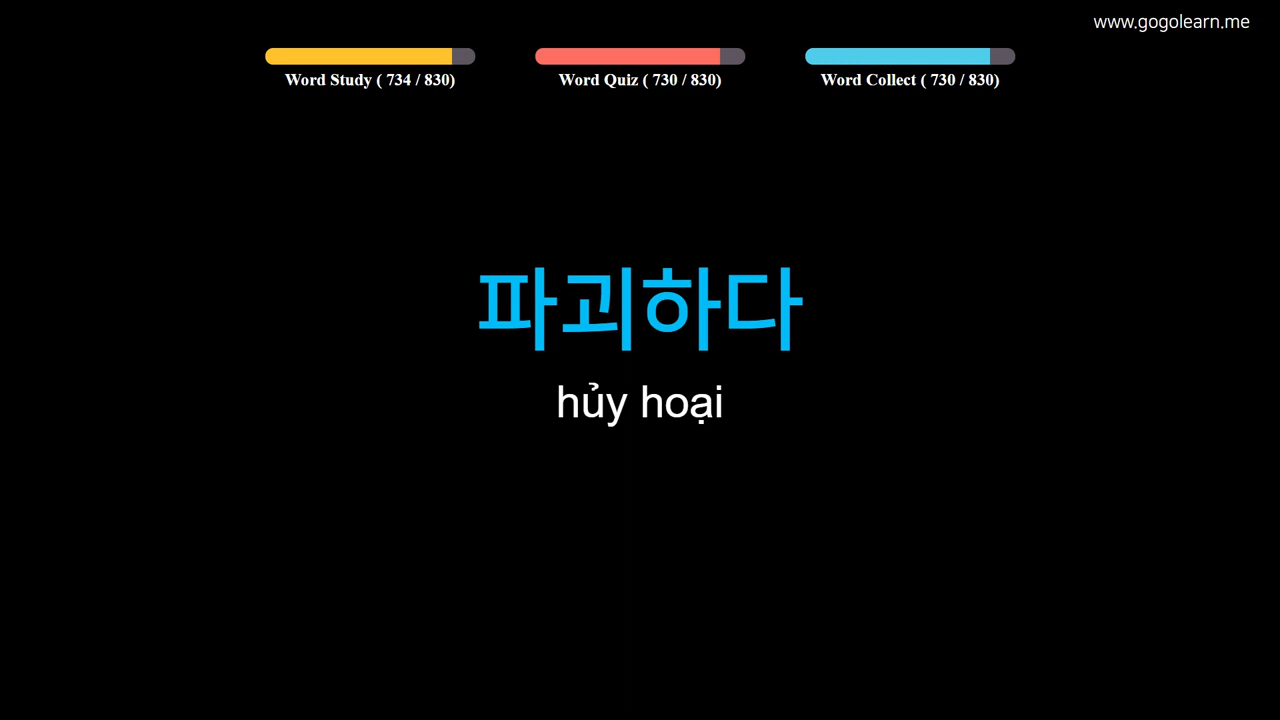 www.gogolearn.me
Word Study ( 734 / 830)
Word Quiz ( 730 / 830)
Word Collect ( 730 / 830)
파괴하다
hủy hoại